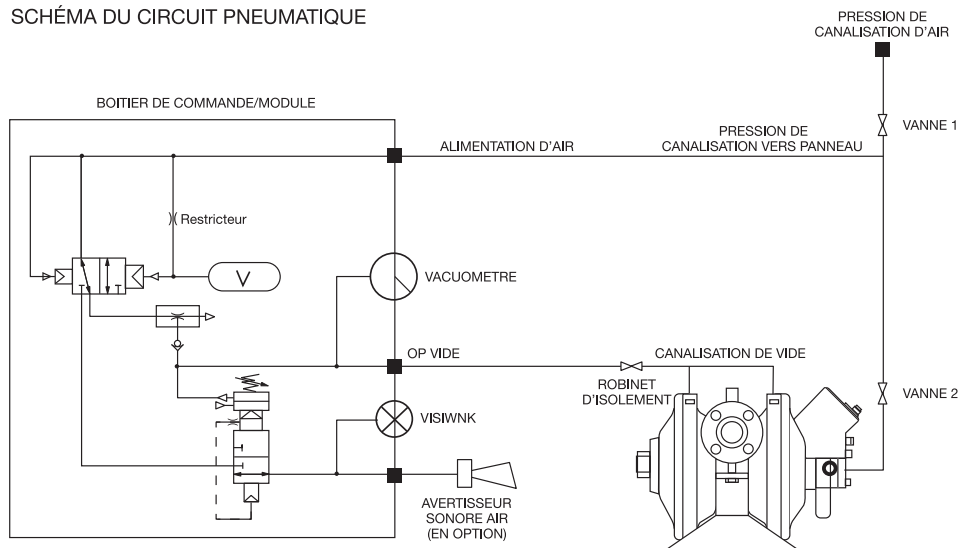 SCHÉMA DU CIRCUIT PNEUMATIQUE
PRESSION DE
CANALISATION D'AIR
BOITIER DE COMMANDE/MODULE
VANNE 1
ALIMENTATION D'AIR
PRESSION DE
CANALISATION VERS PANNEAU
Restricteur
V
VACUOMETRE
OP VIDE
CANALISATION DE VIDE
ROBINET
D'ISOLEMENT
VANNE 2
VISIWNK
AVERTISSEUR
SONORE AIR
(EN OPTION)